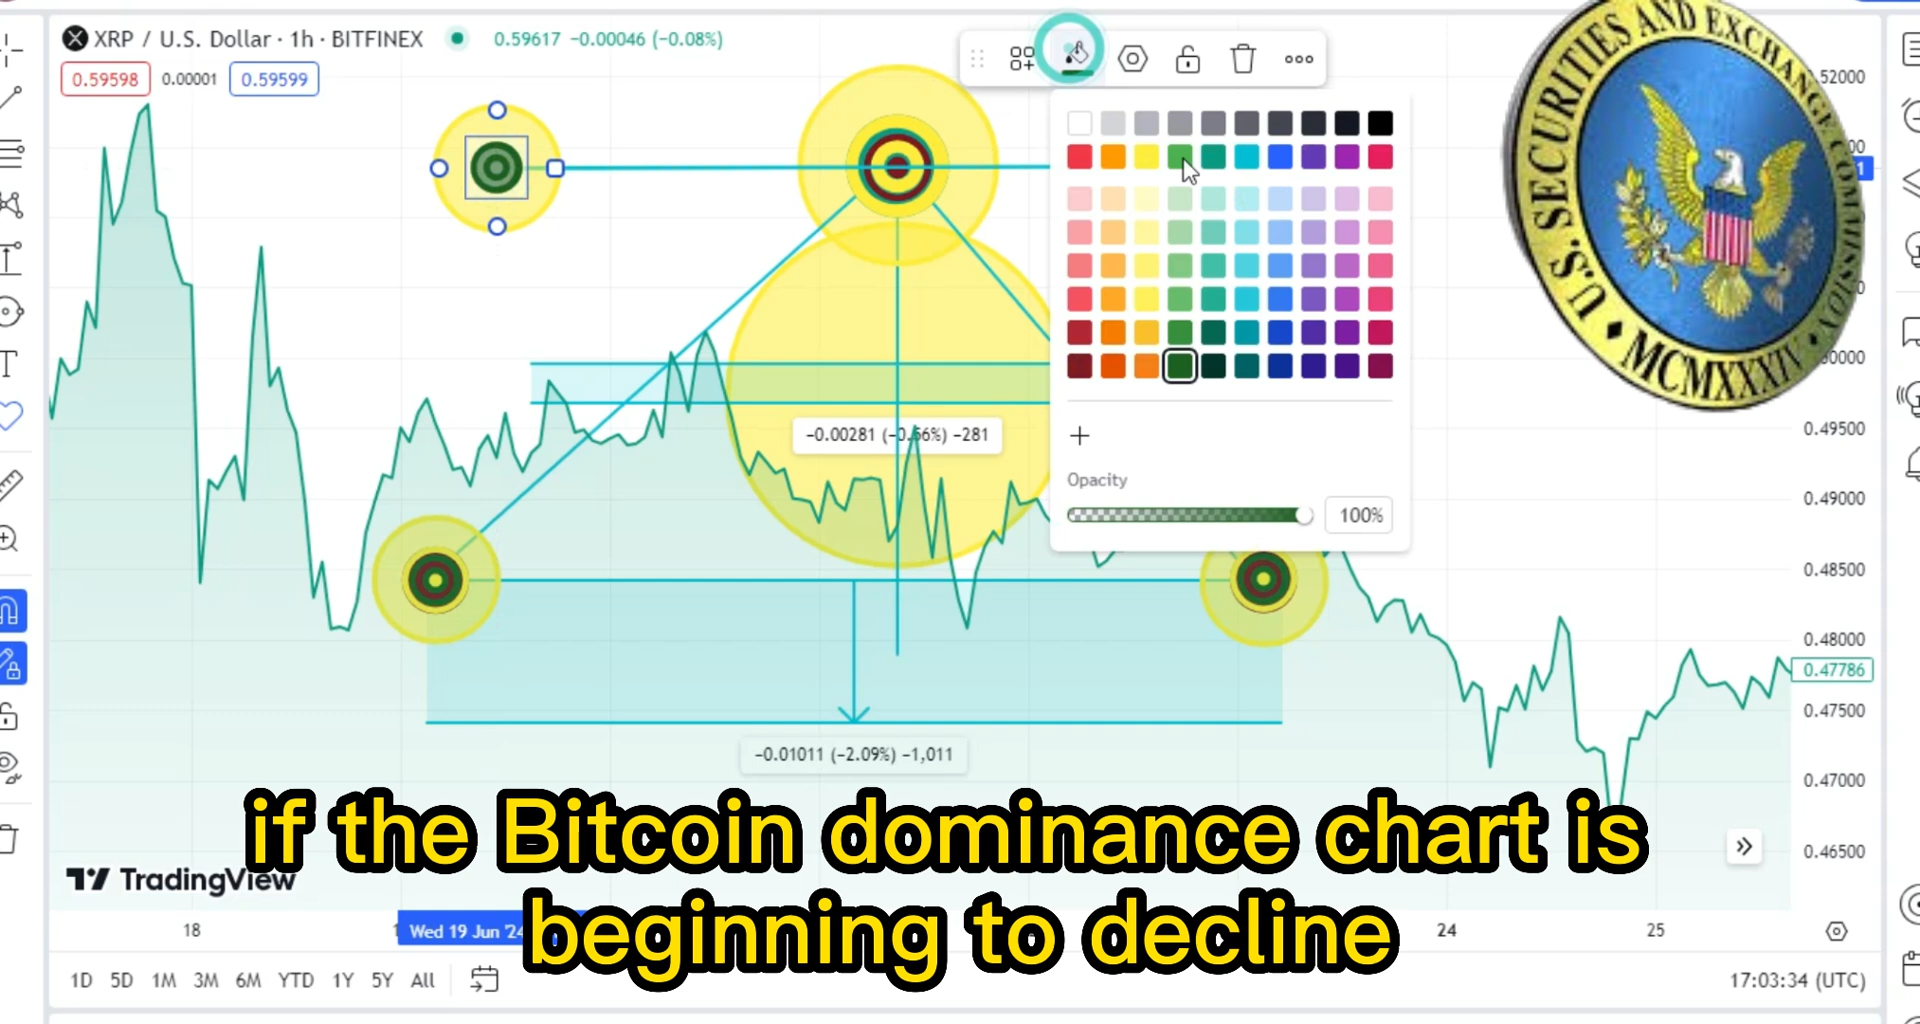 XRP / U.S. Dollar · 1h · BITFINEX
0.59617 −0.00046 (−0.08%)
0.59598
0.00001
0.59599
U.S. SECURITIES AND EXCHANGE COMMISSION
MCMXXXIV
52000
−0.00281 (−0.56%) −281
Opacity
100%
0.49500
0.49000
0.48500
0.48000
0.47786
0.47500
0.47000
0.46500
−0.01011 (−2.09%) −1,011
if the Bitcoin dominance chart is
beginning to decline
TradingView
18
Wed 19 Jun '24
24
25
1D 5D 1M 3M 6M YTD 1Y 5Y All
17:03:34 (UTC)